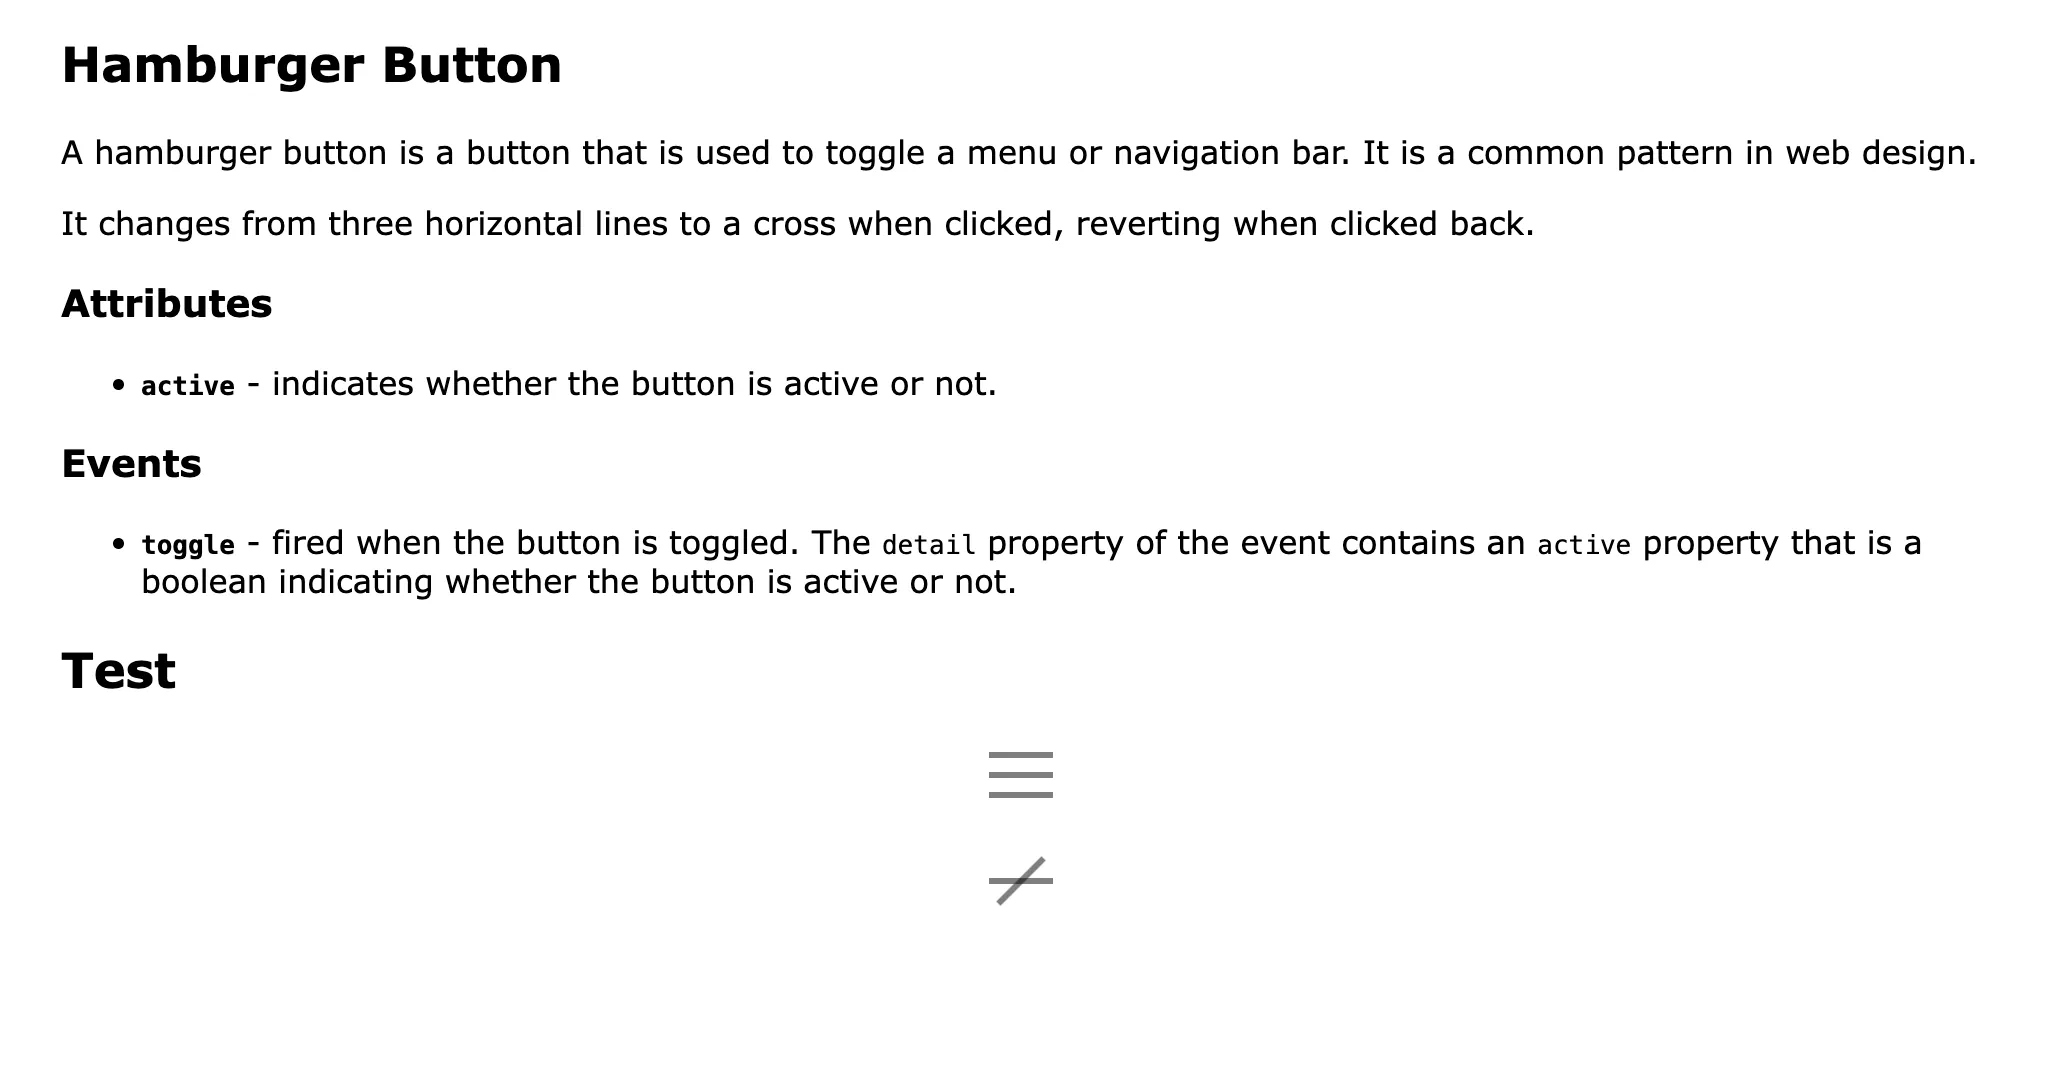 Hamburger Button
A hamburger button is a button that is used to toggle a menu or navigation bar. It is a common pattern in web design.
It changes from three horizontal lines to a cross when clicked, reverting when clicked back.
Attributes
• active - indicates whether the button is active or not.
Events
• toggle - fired when the button is toggled. The detail property of the event contains an active property that is a
boolean indicating whether the button is active or not.
Test